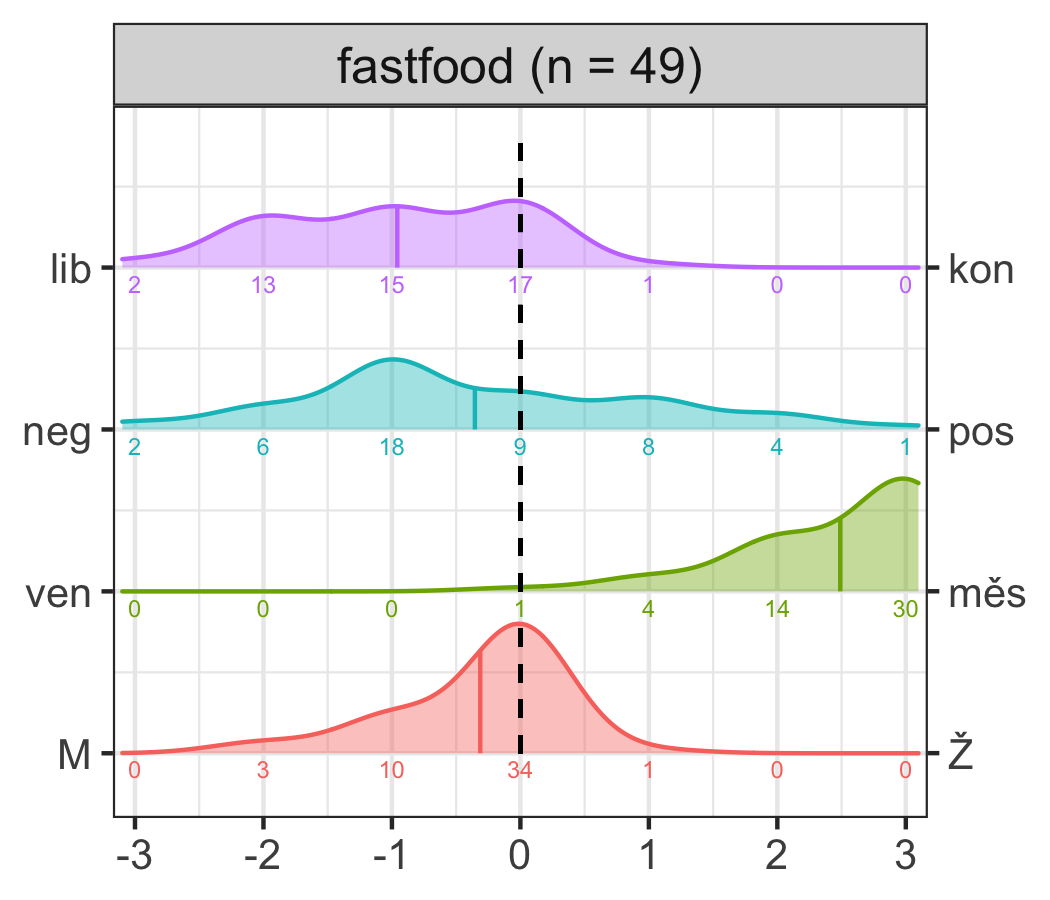 fastfood (n = 49)
lib kon
2 13 15 17 1 0 0
neg pos
2 6 18 9 8 4 1
ven měs
0 0 0 1 4 14 30
M Ž
0 3 10 34 1 0 0
-3 -2 -1 0 1 2 3